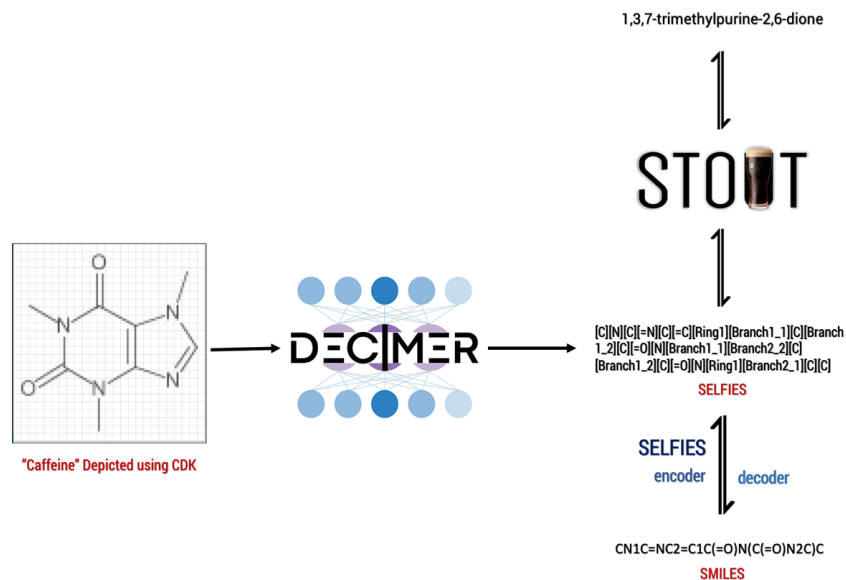 1,3,7-trimethylpurine-2,6-dione
STOUT
O
N
N
O
N
N
"Caffeine" Depicted using CDK
DECIMER
[C][N][C][=N][C][=C][Ring1][Branch1_1][C][Branch
1_2][C][=O][N][Branch1_1][Branch2_2][C]
[Branch1_2][C][=O][N][Ring1][Branch2_1][C][C]
SELFIES
SELFIES
encoder
decoder
CN1C=NC2=C1C(=O)N(C(=O)N2C)C
SMILES